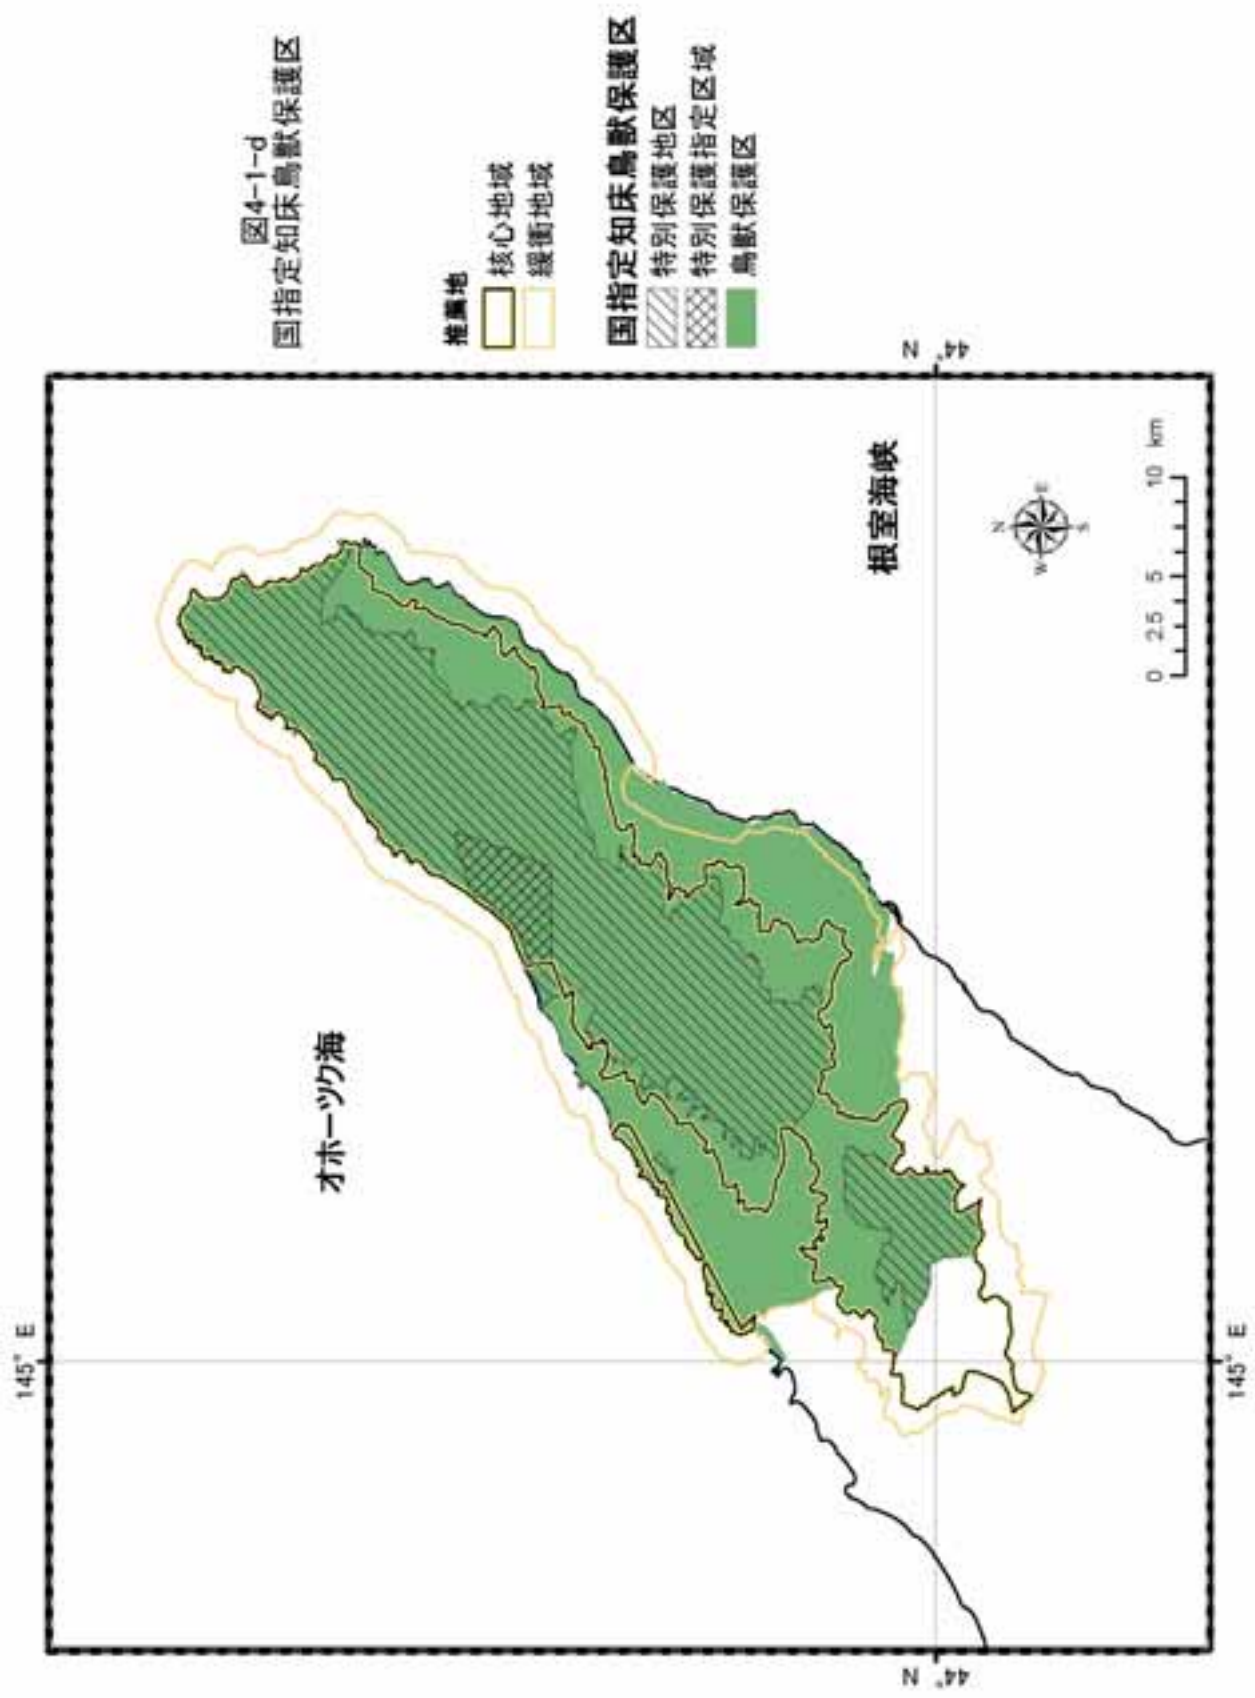 図4-1-d
国指定知床鳥獣保護区
推薦地
核心地域
緩衝地域
国指定知床鳥獣保護区
特別保護地区
特別保護指定区域
鳥獣保護区
145° E
オホーツク海
根室海峡
44° N
44° N
N
W
E
S
0 2.5 5 10 km
145° E